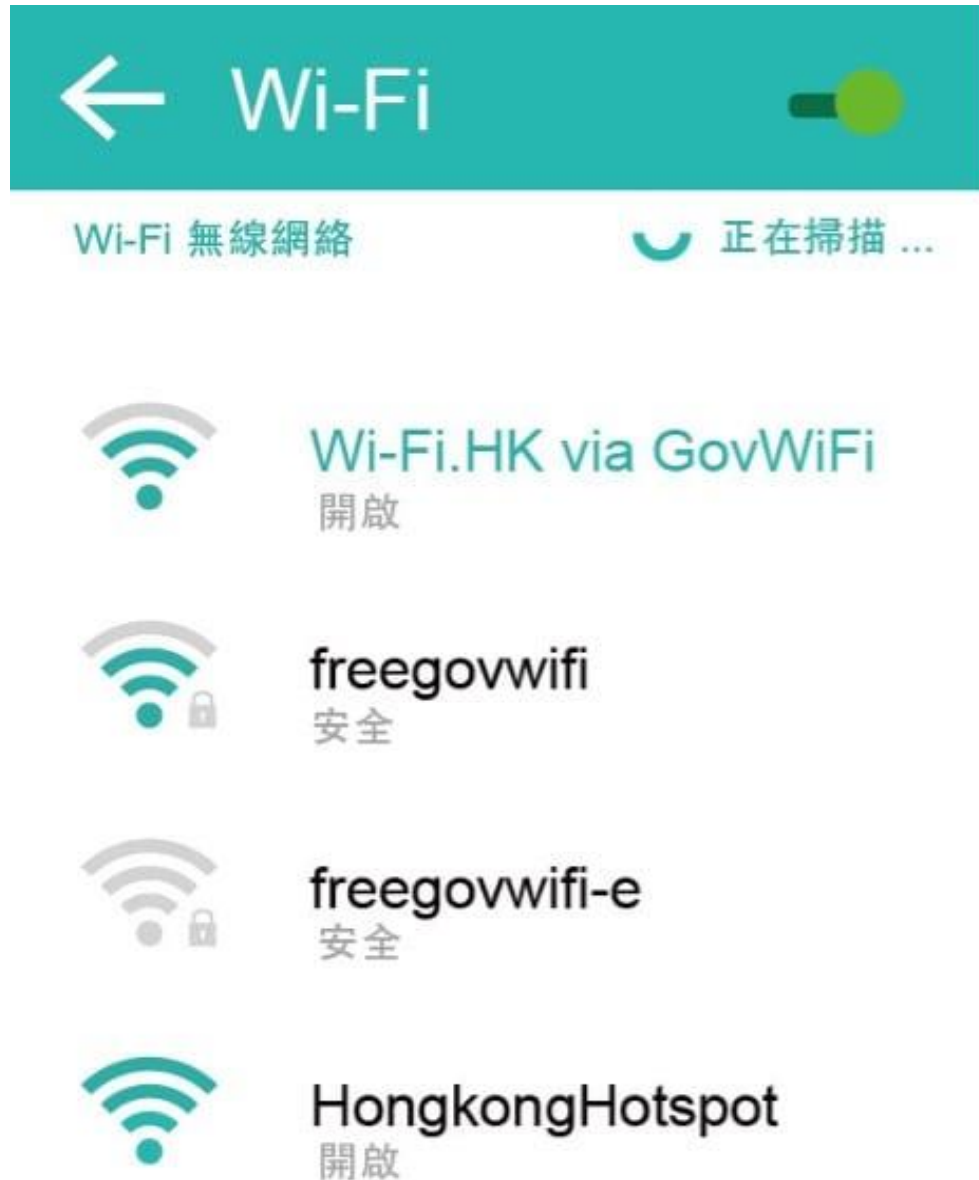 Wi-Fi
Wi-Fi 無線網絡 正在掃描 ...
Wi-Fi.HK via GovWiFi
開啟
freegovwifi
安全
freegovwifi-e
安全
HongkongHotspot
開啟